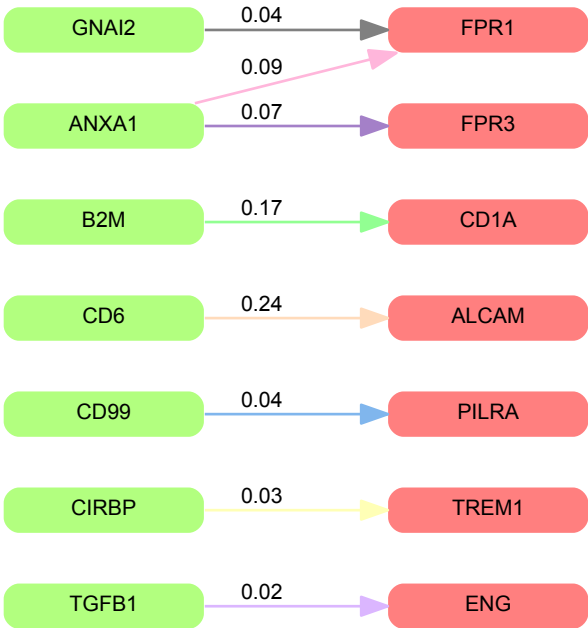 GNAI2 0.04 FPR1
0.09
ANXA1 0.07 FPR3
B2M 0.17 CD1A
CD6 0.24 ALCAM
CD99 0.04 PILRA
CIRBP 0.03 TREM1
TGFB1 0.02 ENG